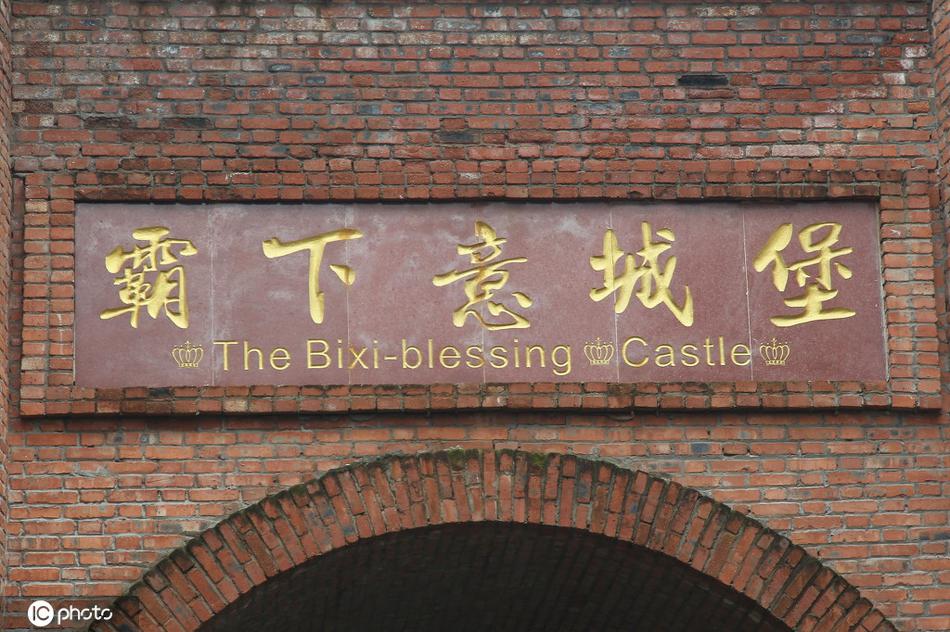 霸下意城堡
The Bixi-blessing Castle
IC photo